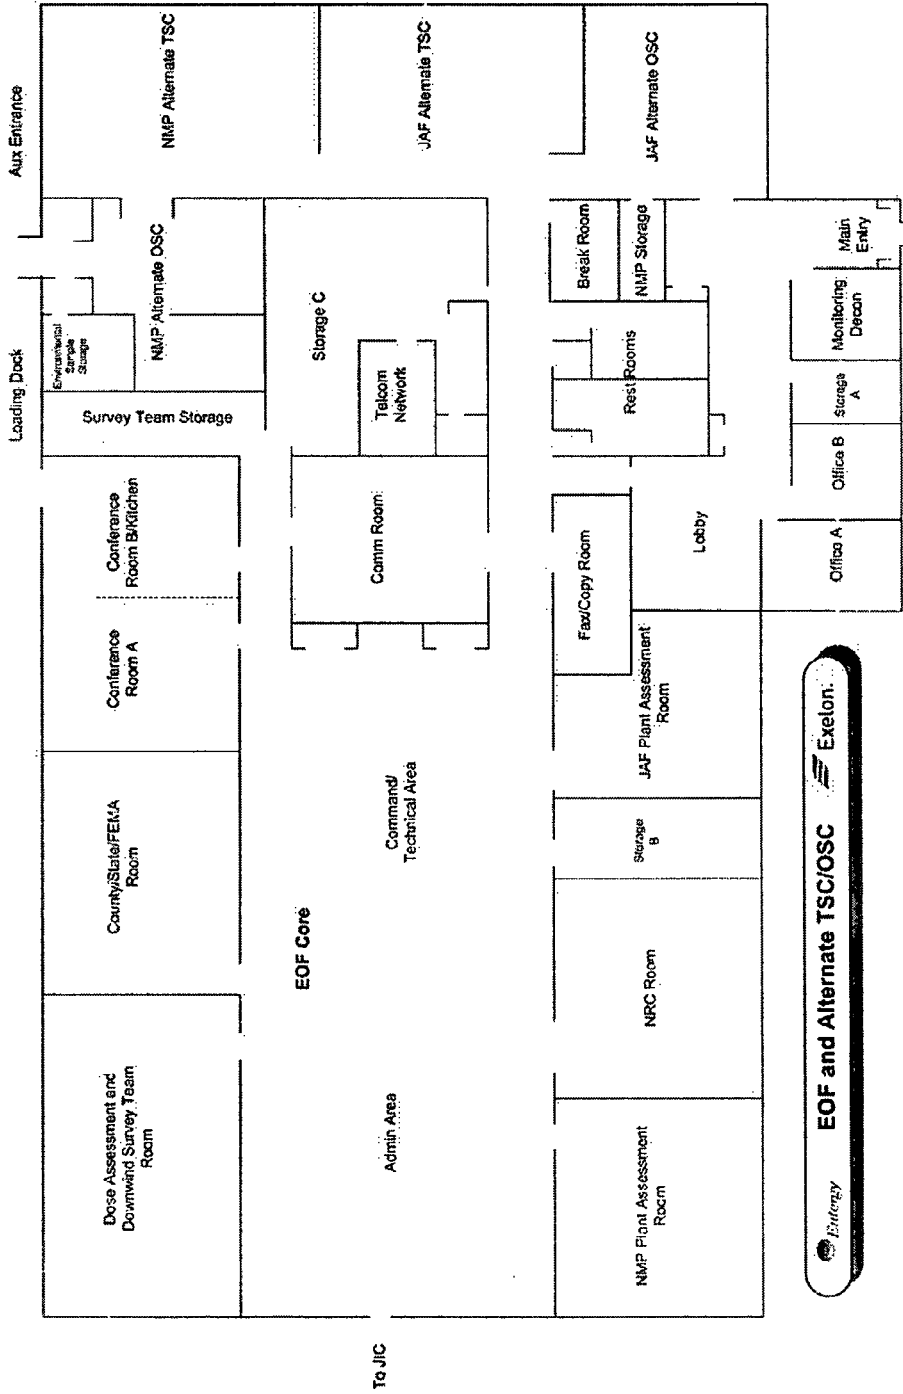 Aux Entrance
Loading Dock
NMP Alternate TSC
JAF Alternate TSC
JAF Alternate OSC
NMP Alternate OSC
Environmental
Sample
Storage
Survey Team Storage
Storage C
Telcom
Network
Break Room
NMP Storage
Rest Rooms
Main
Entry
Monitoring
Decon
Storage
A
Office B
Office A
Lobby
Conference
Room B/Kitchen
Conference
Room A
Comm Room
Fax/Copy Room
JAF Plant Assessment
Room
County/State/FEMA
Room
Command/
Technical Area
Storage
B
EOF Core
NRC Room
Dose Assessment and
Downwind Survey Team
Room
Admin Area
NMP Plant Assessment
Room
To JIC
Entergy
EOF and Alternate TSC/OSC
Exelon